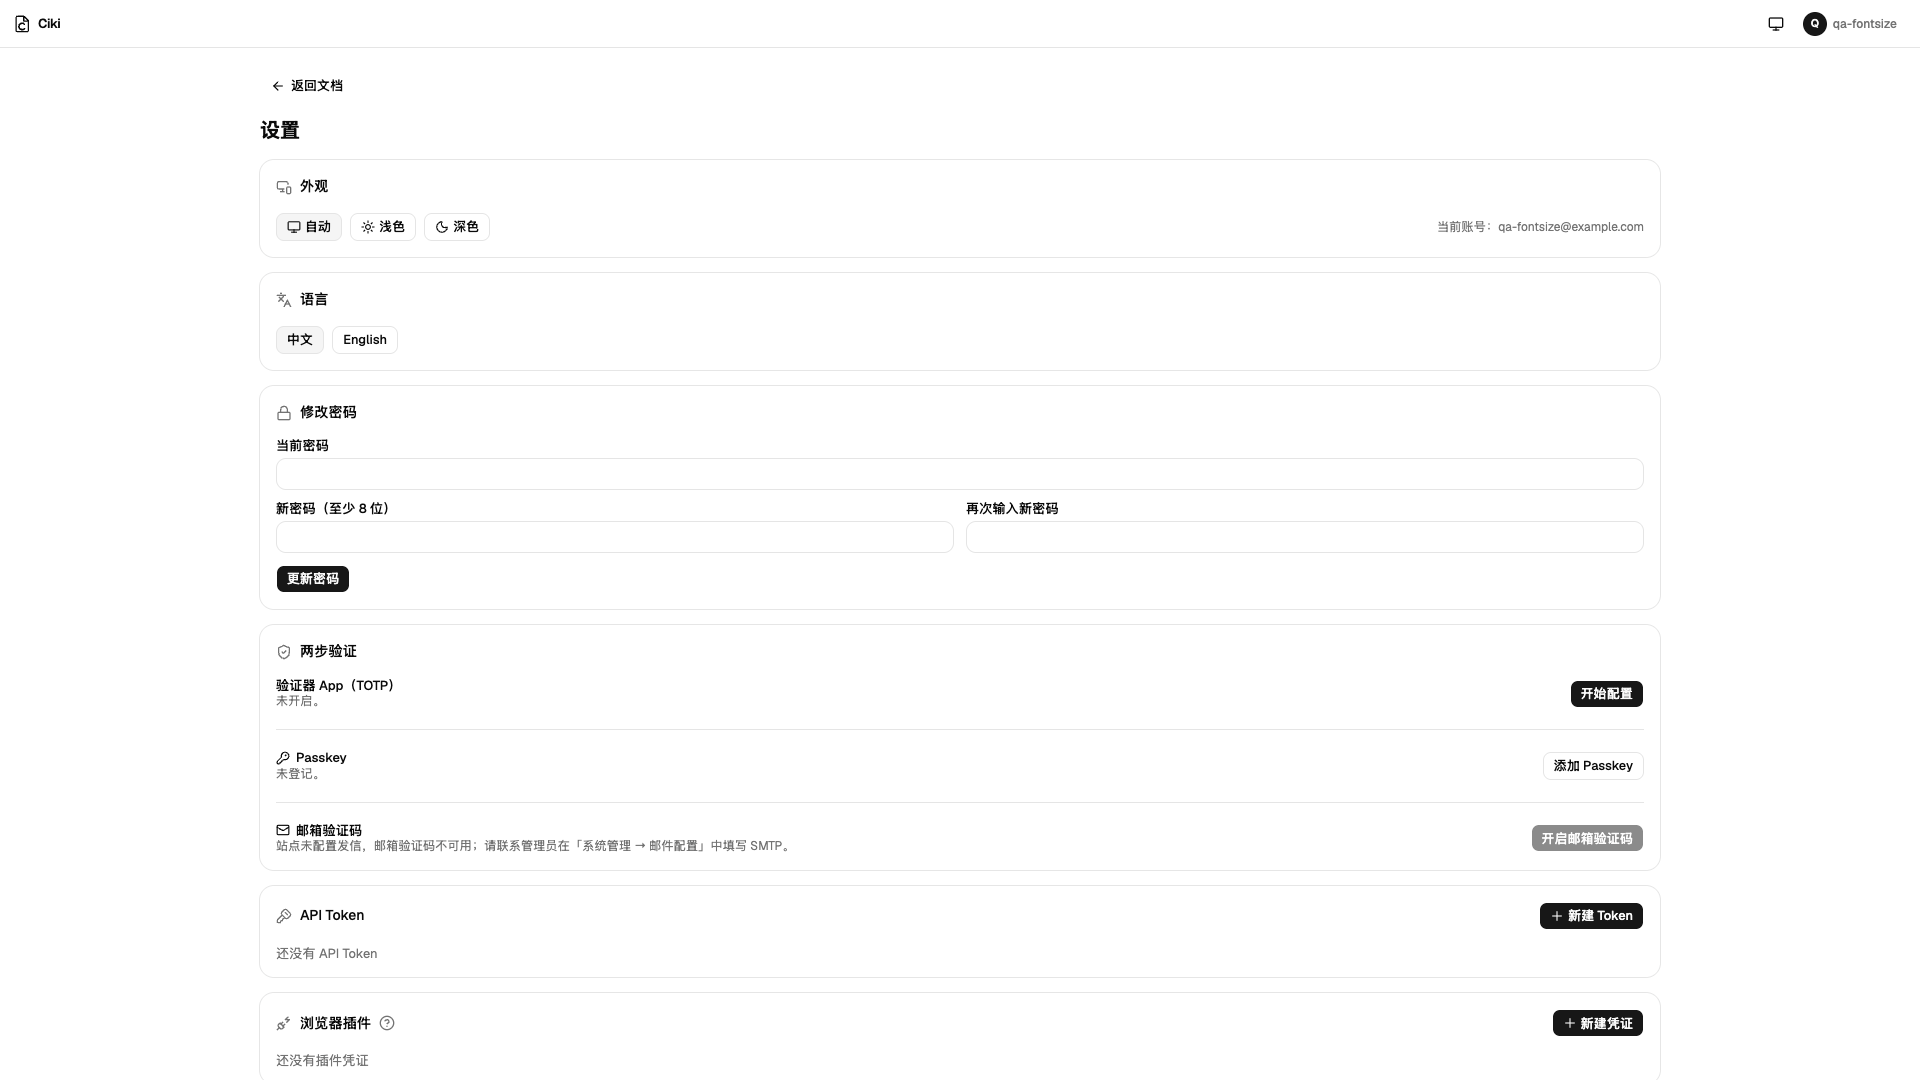 Ciki
Q qa-fontsize
返回文档
设置
外观
自动 浅色 深色 当前账号：qa-fontsize@example.com
语言
中文 English
修改密码
当前密码
新密码（至少 8 位） 再次输入新密码
更新密码
两步验证
验证器 App（TOTP）
未开启。
开始配置
Passkey
未登记。
添加 Passkey
邮箱验证码
站点未配置发信，邮箱验证码不可用；请联系管理员在「系统管理 → 邮件配置」中填写 SMTP。
开启邮箱验证码
API Token
新建 Token
还没有 API Token
浏览器插件
新建凭证
还没有插件凭证